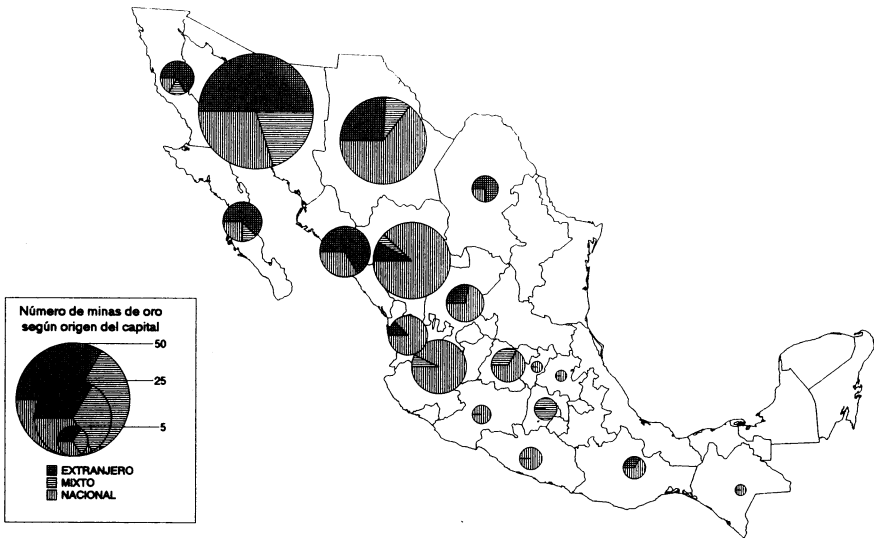 Número de minas de oro
según origen del capital
50
25
5
EXTRANJERO
MIXTO
NACIONAL